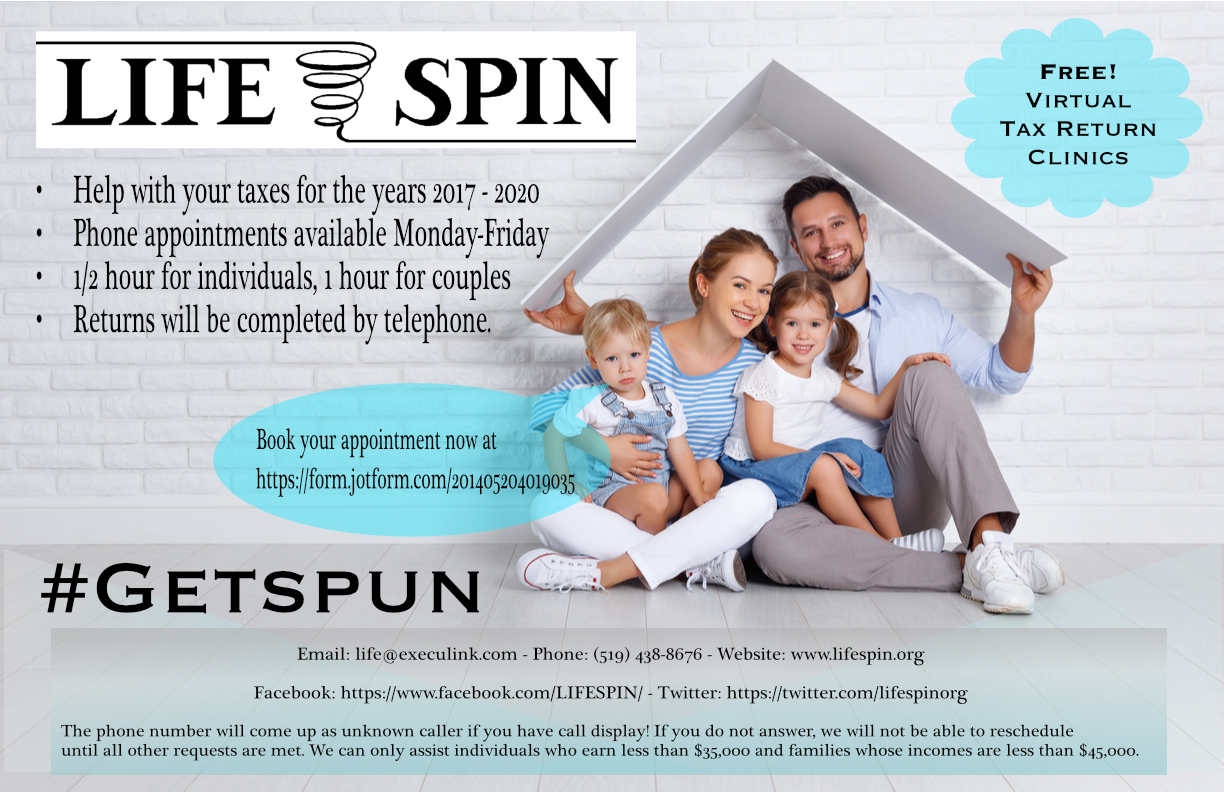 LIFE SPIN
FREE!
VIRTUAL
TAX RETURN
CLINICS
• Help with your taxes for the years 2017 - 2020
• Phone appointments available Monday-Friday
• 1/2 hour for individuals, 1 hour for couples
• Returns will be completed by telephone.
Book your appointment now at
https://form.jotform.com/201405204019035
#GETSPUN
Email: life@execulink.com - Phone: (519) 438-8676 - Website: www.lifespin.org
Facebook: https://www.facebook.com/LIFESPIN/ - Twitter: https://twitter.com/lifespinorg
The phone number will come up as unknown caller if you have call display! If you do not answer, we will not be able to reschedule
until all other requests are met. We can only assist individuals who earn less than $35,000 and families whose incomes are less than $45,000.